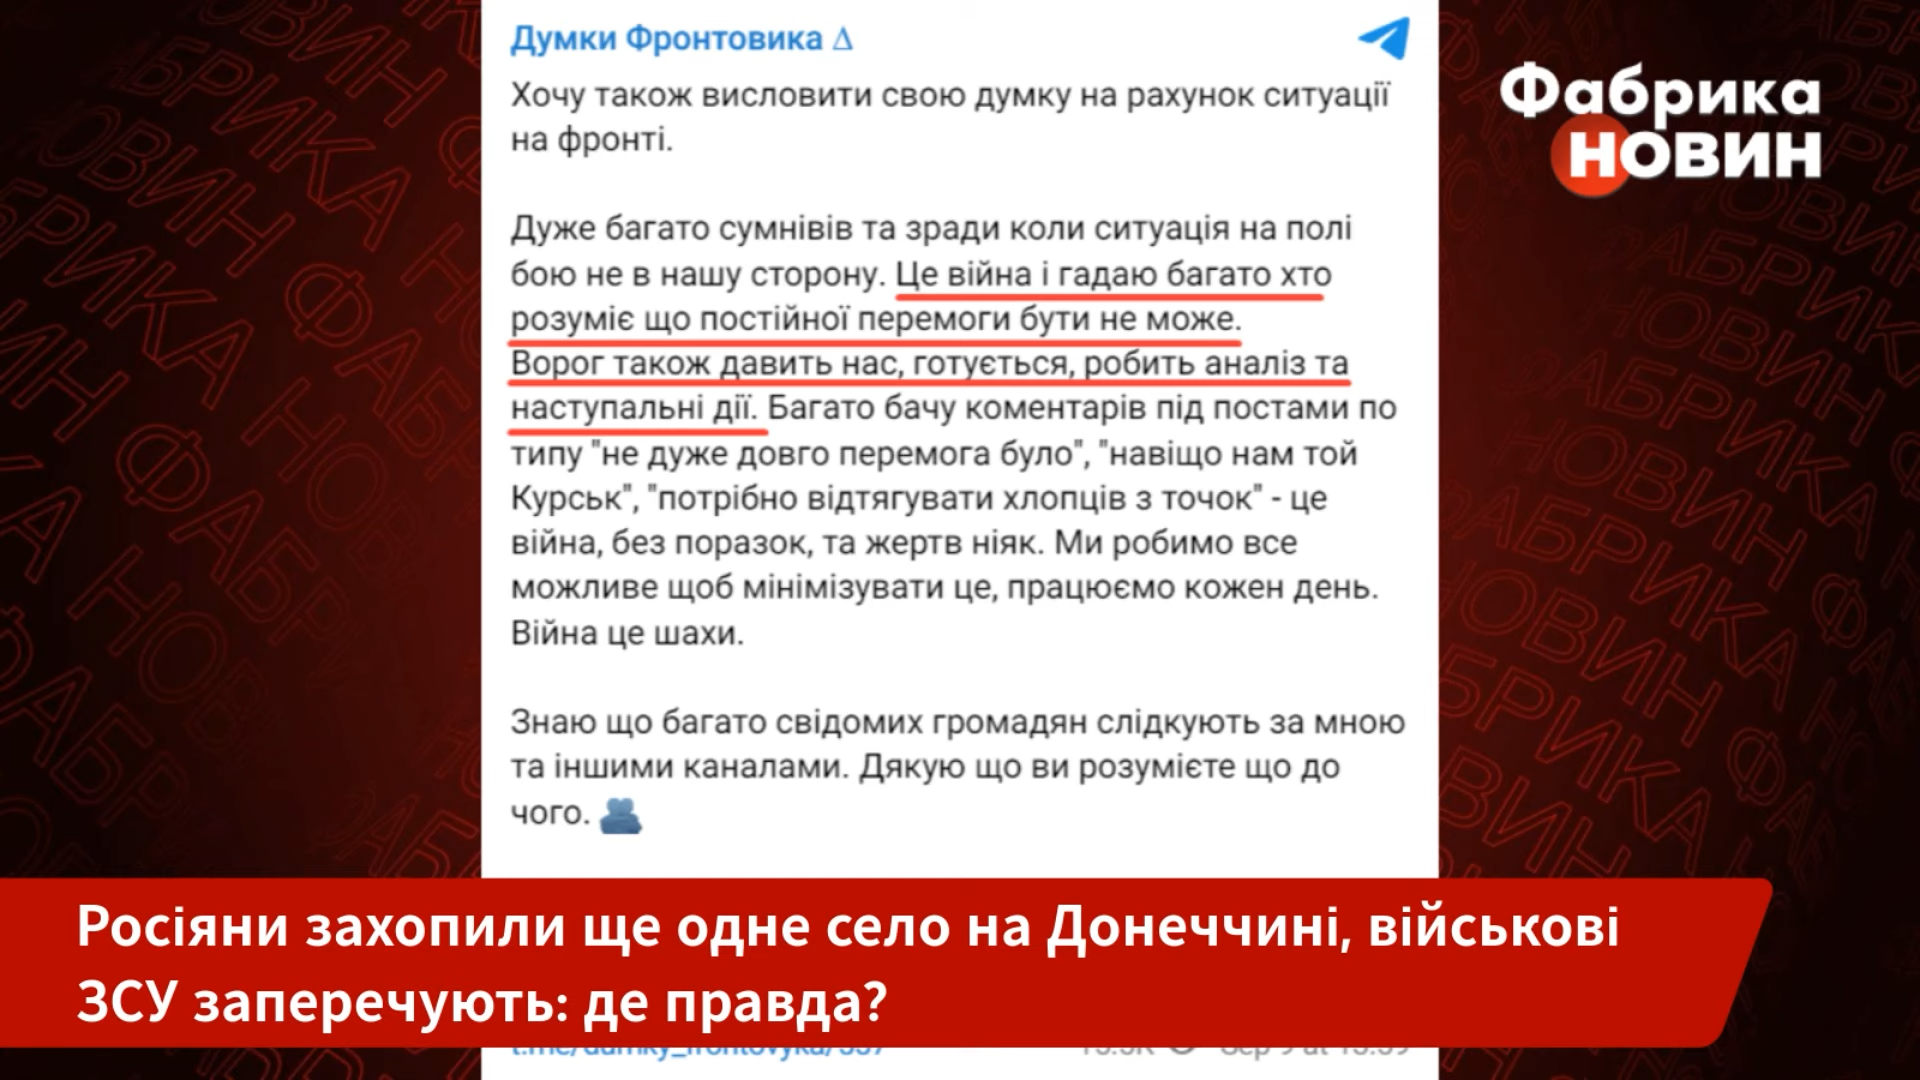 Думки Фронтовика Δ
Хочу також висловити свою думку на рахунок ситуації
на фронті.
Дуже багато сумнівів та зради коли ситуація на полі
бою не в нашу сторону. Це війна і гадаю багато хто
розуміє що постійної перемоги бути не може.
Ворог також давить нас, готується, робить аналіз та
наступальні дії. Багато бачу коментарів під постами по
типу "не дуже довго перемога було", "навіщо нам той
Курськ", "потрібно відтягувати хлопців з точок" - це
війна, без поразок, та жертв ніяк. Ми робимо все
можливе щоб мінімізувати це, працюємо кожен день.
Війна це шахи.
Знаю що багато свідомих громадян слідкують за мною
та іншими каналами. Дякую що ви розумієте що до
чого.
Фабрика
новин
Росіяни захопили ще одне село на Донеччині, військові
ЗСУ заперечують: де правда?